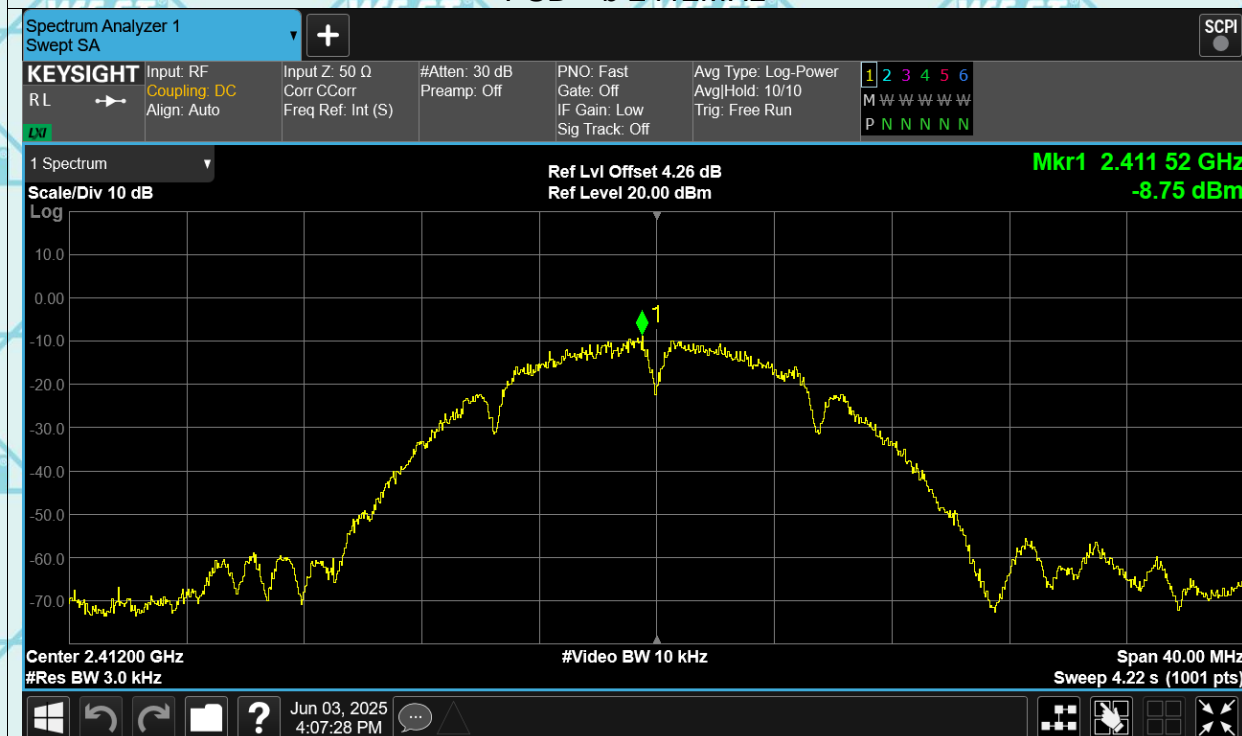 Spectrum Analyzer 1
Swept SA
+
SCPI
KEYSIGHT
RL
LXI
Input: RF
Coupling: DC
Align: Auto
Input Z: 50 Ω
Corr CCorr
Freq Ref: Int (S)
#Atten: 30 dB
Preamp: Off
PNO: Fast
Gate: Off
IF Gain: Low
Sig Track: Off
Avg Type: Log-Power
Avg|Hold: 10/10
Trig: Free Run
1 2 3 4 5 6
M W W W W W
P N N N N N
1 Spectrum
Scale/Div 10 dB
Log
Ref Lvl Offset 4.26 dB
Ref Level 20.00 dBm
Mkr1 2.411 52 GHz
-8.75 dBm
10.0
0.00
-10.0
-20.0
-30.0
-40.0
-50.0
-60.0
-70.0
1
Center 2.41200 GHz
#Res BW 3.0 kHz
#Video BW 10 kHz
Span 40.00 MHz
Sweep 4.22 s (1001 pts)
?
Jun 03, 2025
4:07:28 PM